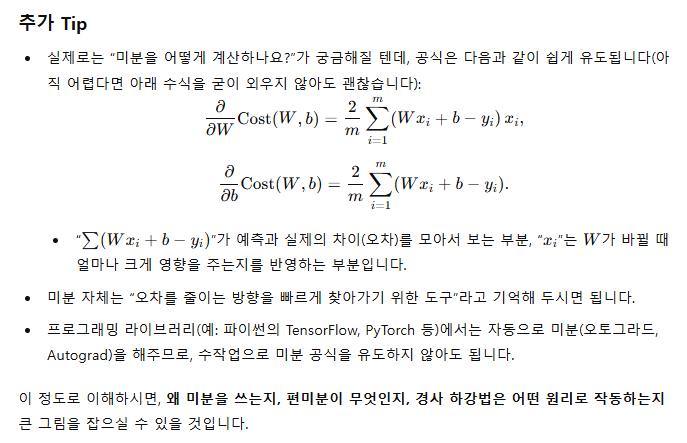 추가 Tip
• 실제로는 “미분을 어떻게 계산하나요?”가 궁금해질 텐데, 공식은 다음과 같이 쉽게 유도됩니다(아
직 어렵다면 아래 수식을 굳이 외우지 않아도 괜찮습니다):
$$\frac{\partial}{\partial W}\text{Cost}(W, b) = \frac{2}{m}\sum_{i=1}^{m}(Wx_i + b - y_i)\,x_i,$$
$$\frac{\partial}{\partial b}\text{Cost}(W, b) = \frac{2}{m}\sum_{i=1}^{m}(Wx_i + b - y_i).$$
• “$\sum(Wx_i + b - y_i)$”가 예측과 실제의 차이(오차)를 모아서 보는 부분, “$x_i$”는 $W$가 바뀔 때
얼마나 크게 영향을 주는지를 반영하는 부분입니다.
• 미분 자체는 “오차를 줄이는 방향을 빠르게 찾아가기 위한 도구”라고 기억해 두시면 됩니다.
• 프로그래밍 라이브러리(예: 파이썬의 TensorFlow, PyTorch 등)에서는 자동으로 미분(오토그라드,
Autograd)을 해주므로, 수작업으로 미분 공식을 유도하지 않아도 됩니다.
이 정도로 이해하시면, 왜 미분을 쓰는지, 편미분이 무엇인지, 경사 하강법은 어떤 원리로 작동하는지
큰 그림을 잡으실 수 있을 것입니다.